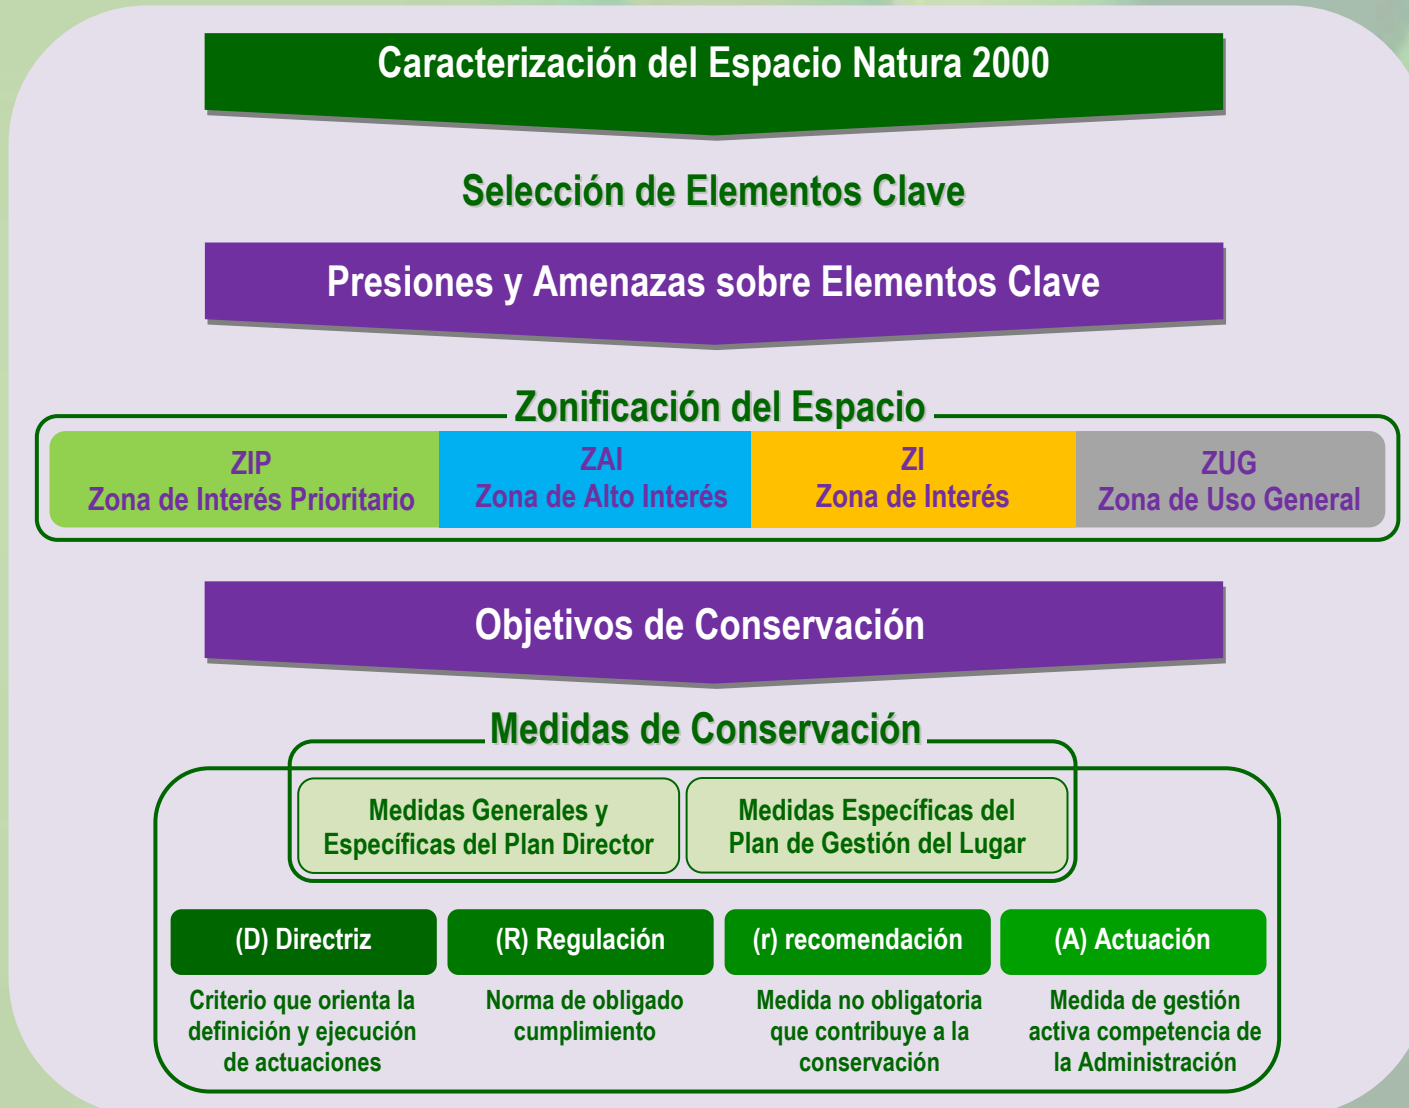 Caracterización del Espacio Natura 2000
Selección de Elementos Clave
Presiones y Amenazas sobre Elementos Clave
Zonificación del Espacio
ZIP
Zona de Interés Prioritario
ZAI
Zona de Alto Interés
ZI
Zona de Interés
ZUG
Zona de Uso General
Objetivos de Conservación
Medidas de Conservación
Medidas Generales y
Específicas del Plan Director
Medidas Específicas del
Plan de Gestión del Lugar
(D) Directriz
Criterio que orienta la
definición y ejecución
de actuaciones
(R) Regulación
Norma de obligado
cumplimiento
(r) recomendación
Medida no obligatoria
que contribuye a la
conservación
(A) Actuación
Medida de gestión
activa competencia de
la Administración